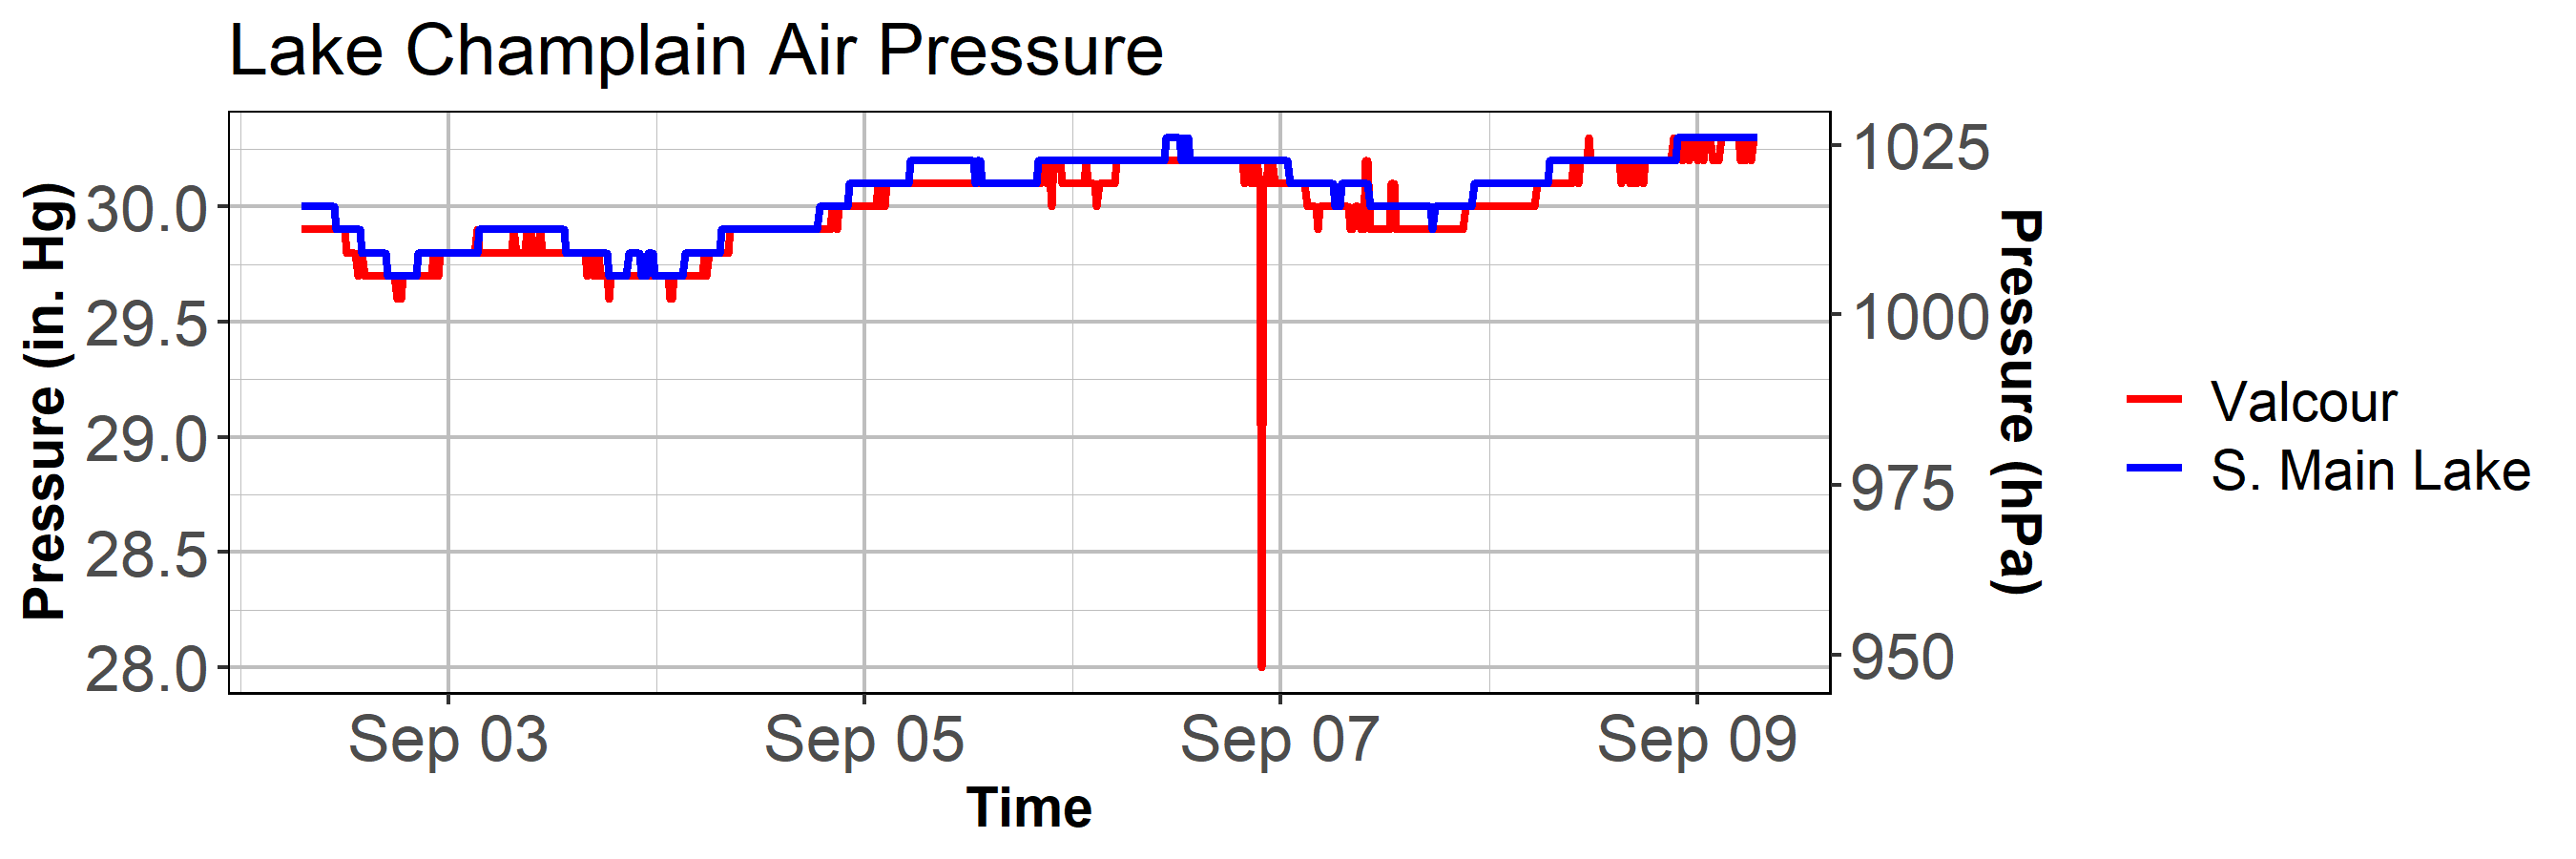 Lake Champlain Air Pressure
Pressure (in. Hg)
30.0
29.5
29.0
28.5
28.0
1025
1000
975
950
Pressure (hPa)
Valcour
S. Main Lake
Sep 03 Sep 05 Sep 07 Sep 09
Time